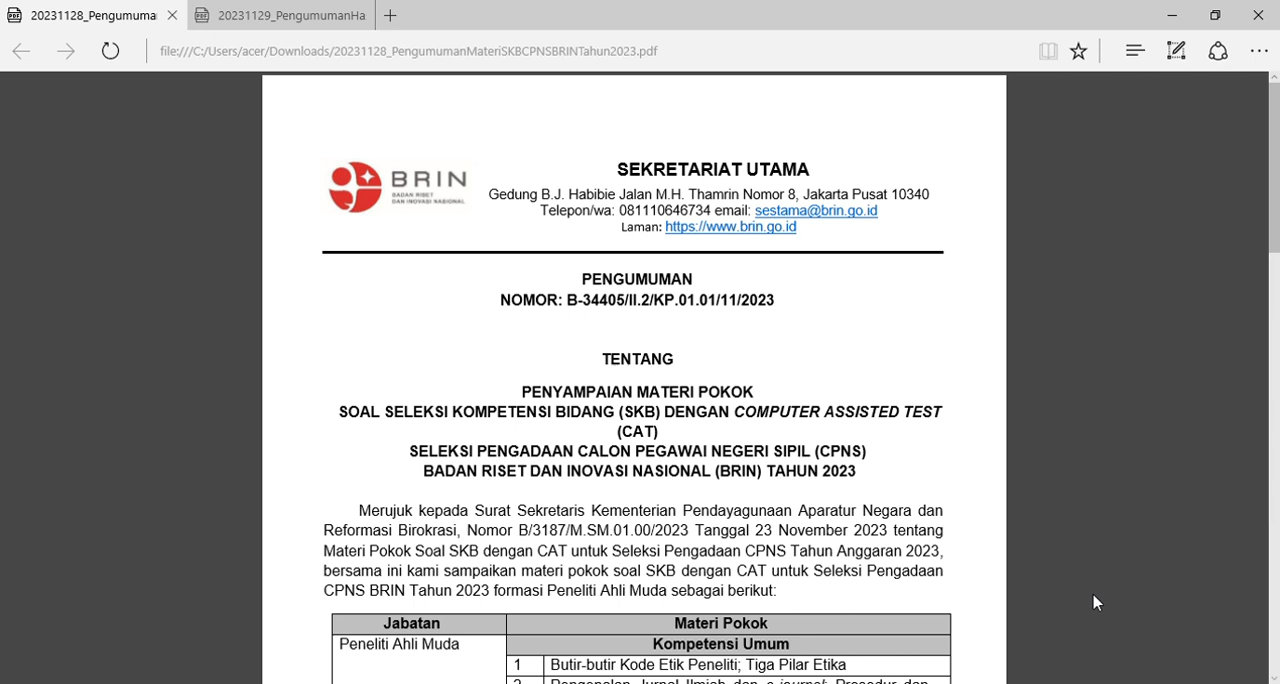 20231128_Pengumuma
20231129_PengumumanHa
file:///C:/Users/acer/Downloads/20231128_PengumumanMateriSKBCPNSBRINTahun2023.pdf
BRIN
BADAN RISET
DAN INOVASI NASIONAL
SEKRETARIAT UTAMA
Gedung B.J. Habibie Jalan M.H. Thamrin Nomor 8, Jakarta Pusat 10340
Telepon/wa: 081110646734 email: sestama@brin.go.id
Laman: https://www.brin.go.id
PENGUMUMAN
NOMOR: B-34405/II.2/KP.01.01/11/2023
TENTANG
PENYAMPAIAN MATERI POKOK
SOAL SELEKSI KOMPETENSI BIDANG (SKB) DENGAN COMPUTER ASSISTED TEST
(CAT)
SELEKSI PENGADAAN CALON PEGAWAI NEGERI SIPIL (CPNS)
BADAN RISET DAN INOVASI NASIONAL (BRIN) TAHUN 2023
Merujuk kepada Surat Sekretaris Kementerian Pendayagunaan Aparatur Negara dan
Reformasi Birokrasi, Nomor B/3187/M.SM.01.00/2023 Tanggal 23 November 2023 tentang
Materi Pokok Soal SKB dengan CAT untuk Seleksi Pengadaan CPNS Tahun Anggaran 2023,
bersama ini kami sampaikan materi pokok soal SKB dengan CAT untuk Seleksi Pengadaan
CPNS BRIN Tahun 2023 formasi Peneliti Ahli Muda sebagai berikut:
Jabatan Materi Pokok
Peneliti Ahli Muda Kompetensi Umum
1 Butir-butir Kode Etik Peneliti; Tiga Pilar Etika
2 Pengenalan Jurnal Ilmiah dan e-journal; Prosedur dan